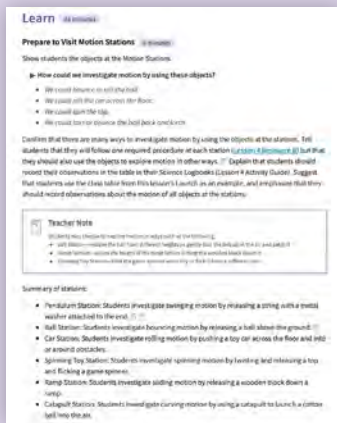 Learn
Prepare to Visit Motion Stations
Show students the objects at the Motion Stations.
▶ How could we investigate motion by using these objects?
• We could bounce or roll the ball.
• We could roll the car across the floor.
• We could spin the top.
• We could toss or bounce the ball back and forth.
Confirm that there are many ways to investigate motion by using the objects at the stations. Tell
students that they will follow one required procedure at each station (Lesson 4 Resource B) but that
they should also use the objects to explore motion in other ways. Explain that students should
record their observations in the table in their Science Logbooks (Lesson 4 Activity Guide). Suggest
that students use the class table from this lesson's Launch as an example, and emphasize that they
should record observations about the motion of all objects at the stations.
Teacher Note
Summary of stations:
• Pendulum Station: Students investigate swinging motion by releasing a string with a metal
washer attached to the end.
• Ball Station: Students investigate bouncing motion by releasing a ball above the ground.
• Car Station: Students investigate rolling motion by pushing a toy car across the floor and into
or around obstacles.
• Spinning Toy Station: Students investigate spinning motion by twisting and releasing a top
and flicking a game spinner.
• Ramp Station: Students investigate sliding motion by releasing a wooden block down a
ramp.
• Catapult Station: Students investigate curving motion by using a catapult to launch a cotton
ball into the air.